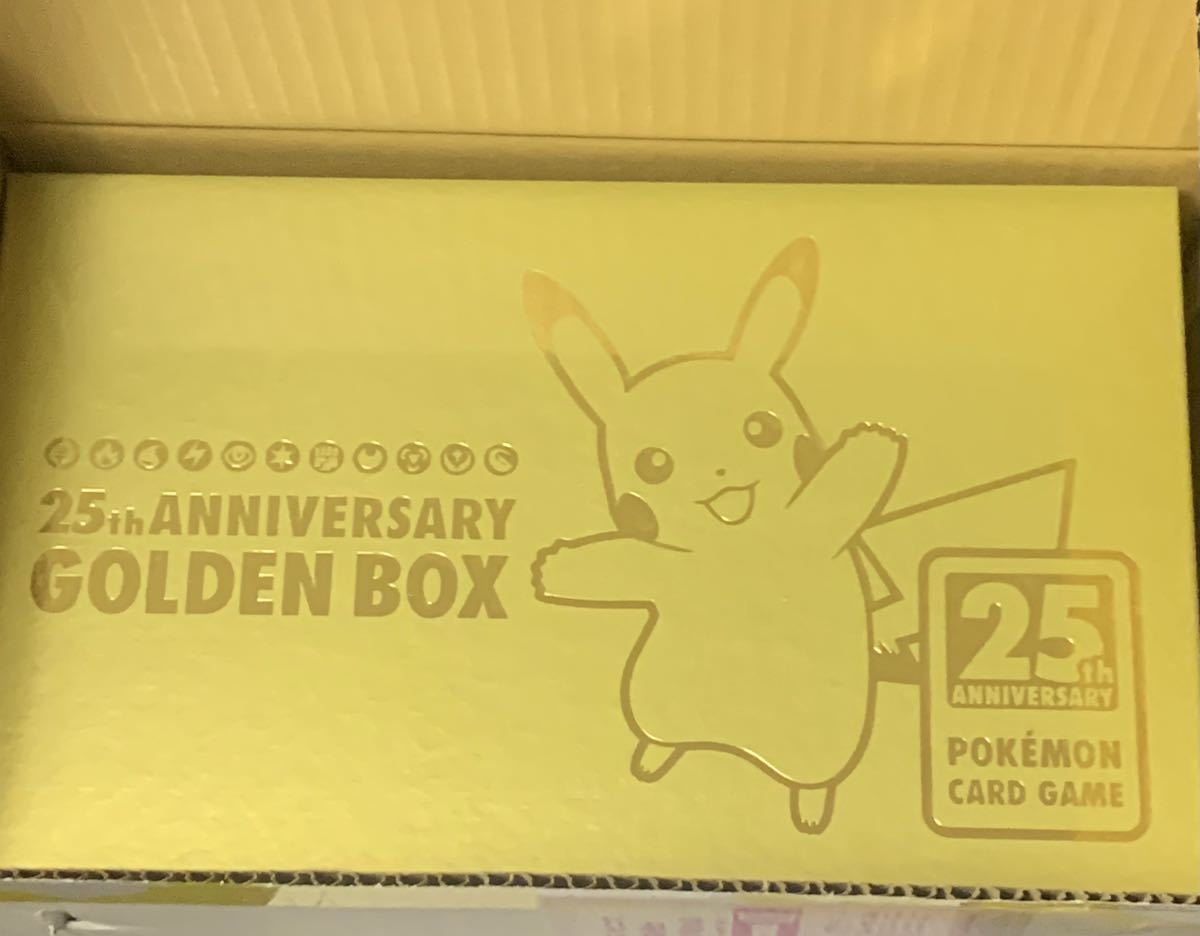 25th ANNIVERSARY
GOLDEN BOX
25th
ANNIVERSARY
POKÉMON
CARD GAME